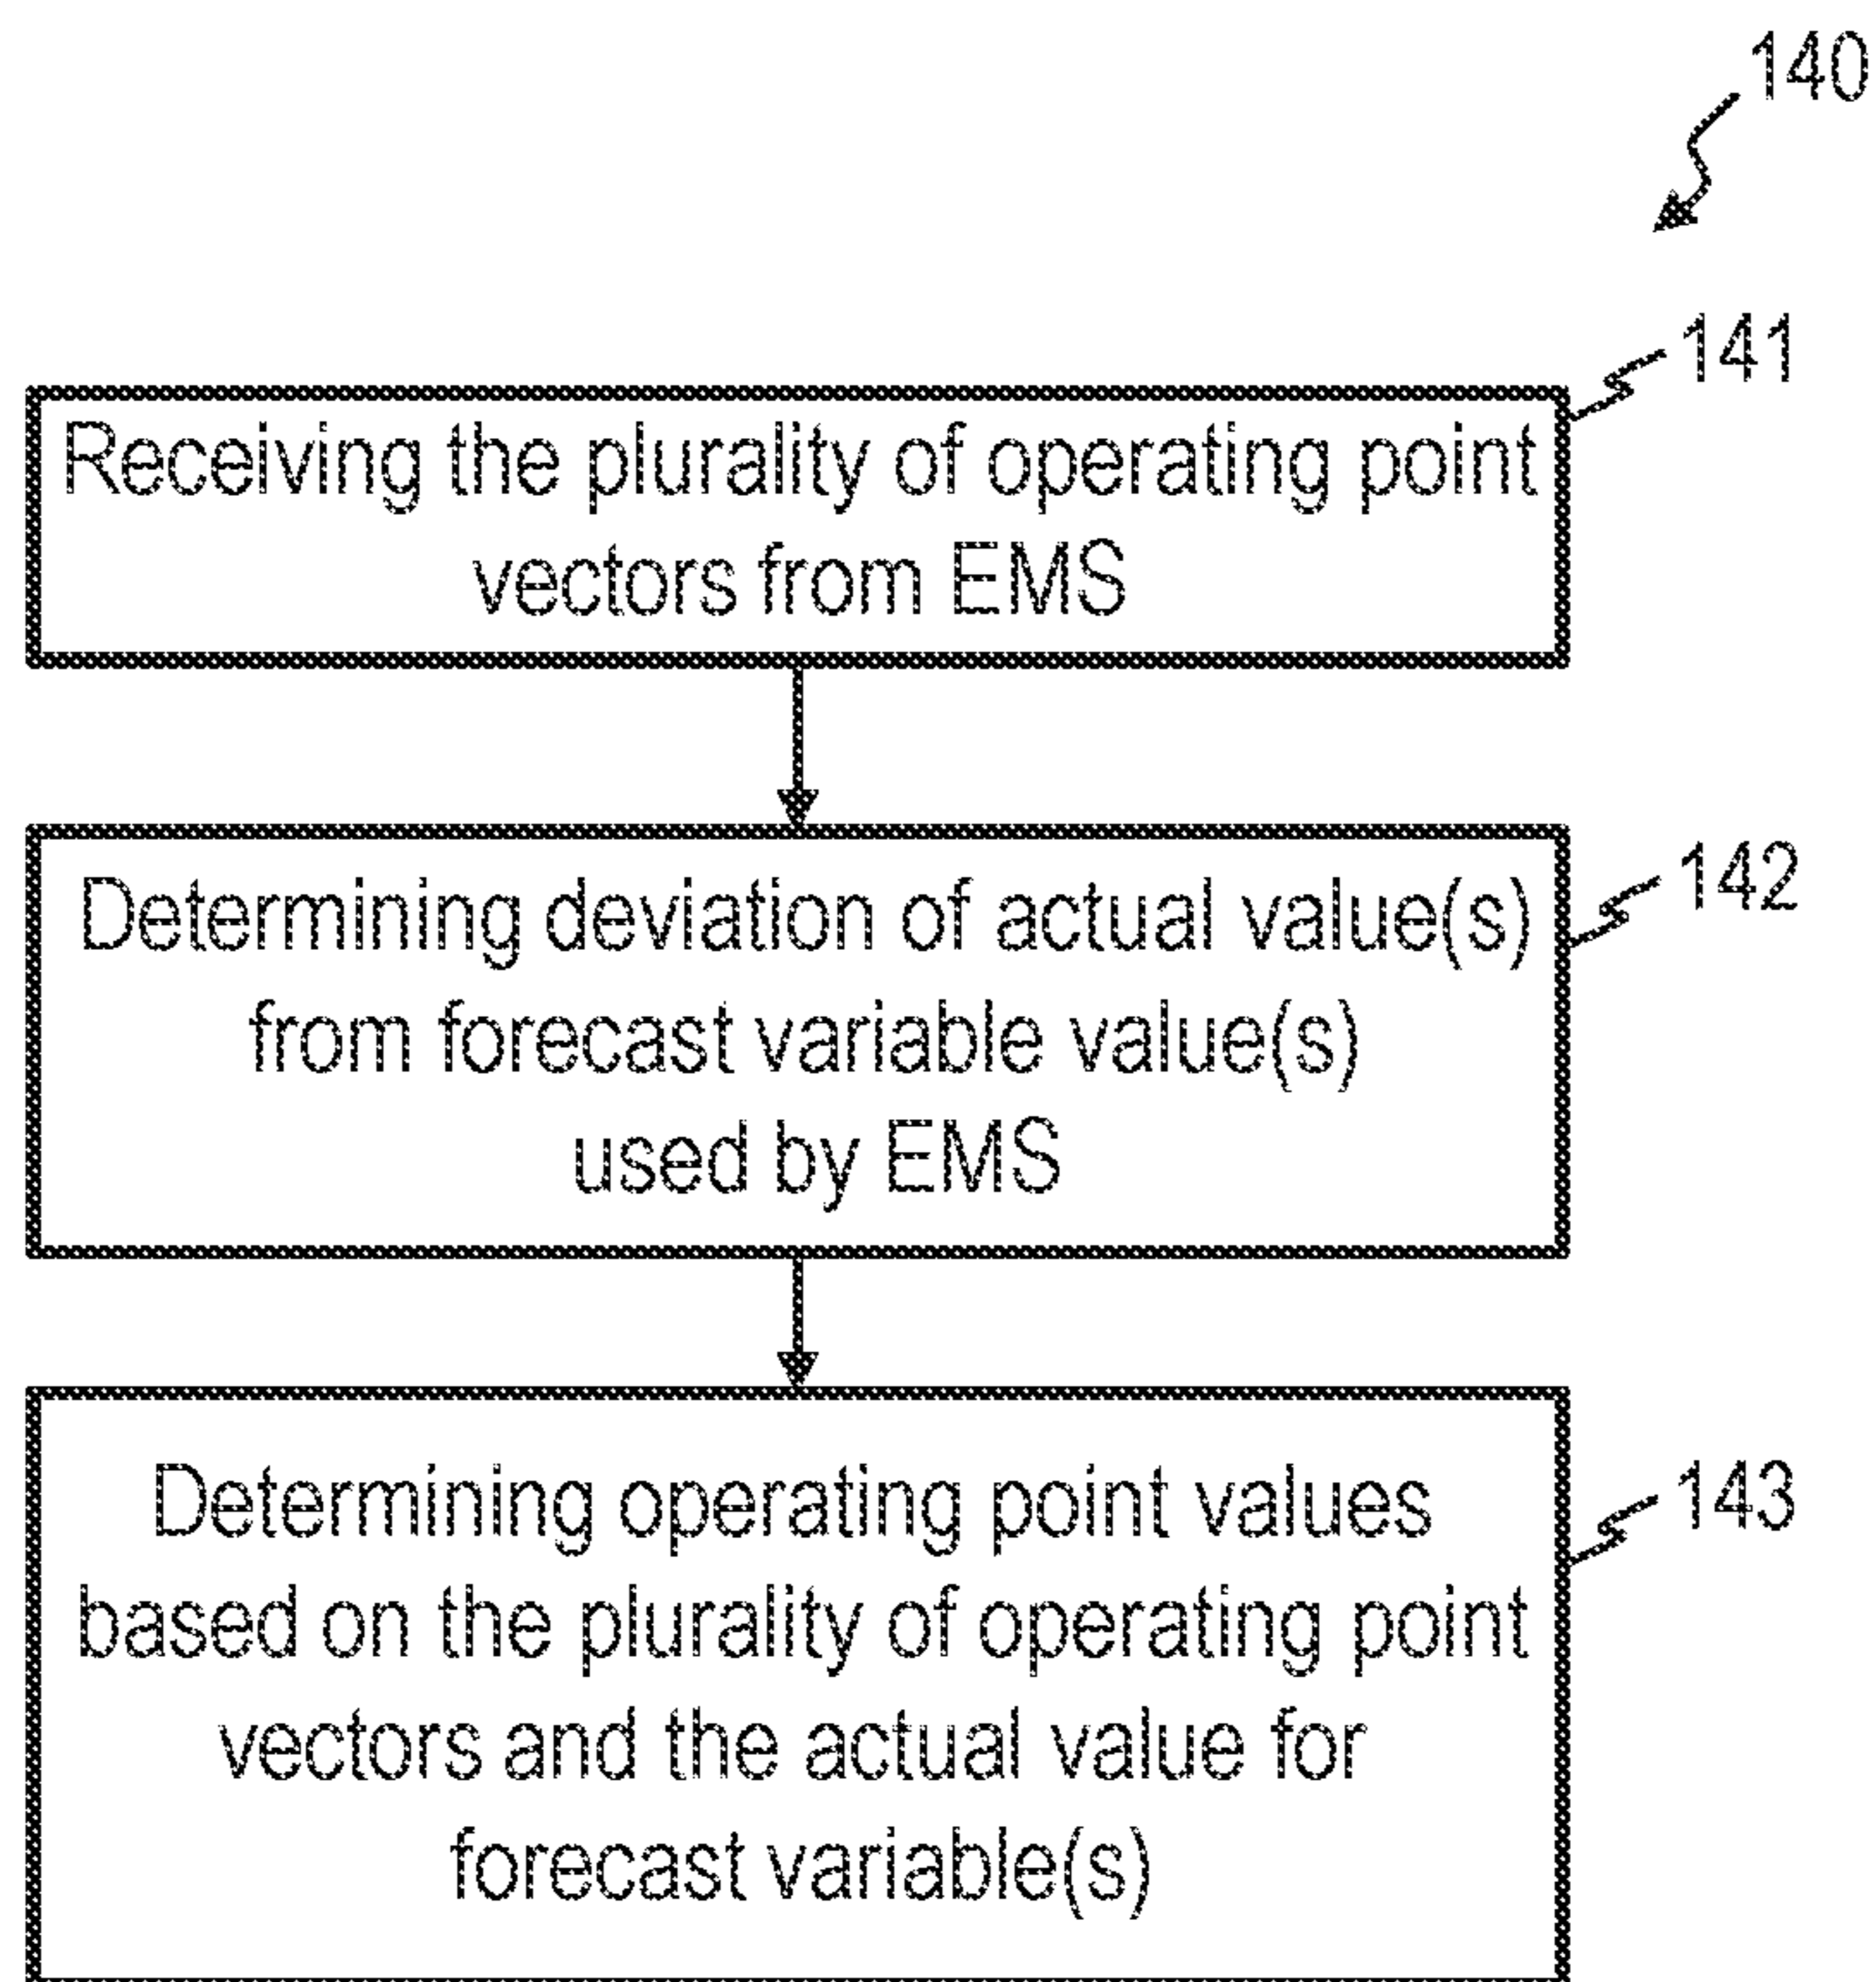 140
141
Receiving the plurality of operating point
vectors from EMS
142
Determining deviation of actual value(s)
from forecast variable value(s)
used by EMS
143
Determining operating point values
based on the plurality of operating point
vectors and the actual value for
forecast variable(s)